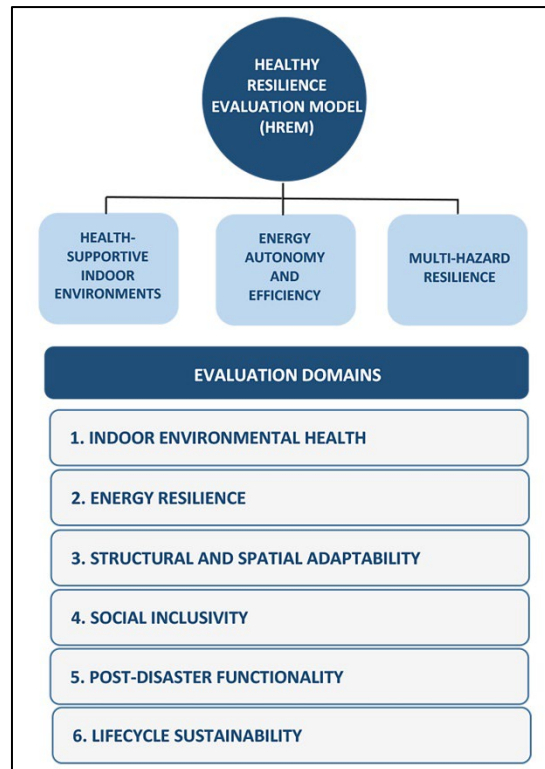 HEALTHY
RESILIENCE
EVALUATION MODEL
(HREM)
HEALTH-
SUPPORTIVE
INDOOR
ENVIRONMENTS
ENERGY
AUTONOMY
AND
EFFICIENCY
MULTI-HAZARD
RESILIENCE
EVALUATION DOMAINS
1. INDOOR ENVIRONMENTAL HEALTH
2. ENERGY RESILIENCE
3. STRUCTURAL AND SPATIAL ADAPTABILITY
4. SOCIAL INCLUSIVITY
5. POST-DISASTER FUNCTIONALITY
6. LIFECYCLE SUSTAINABILITY